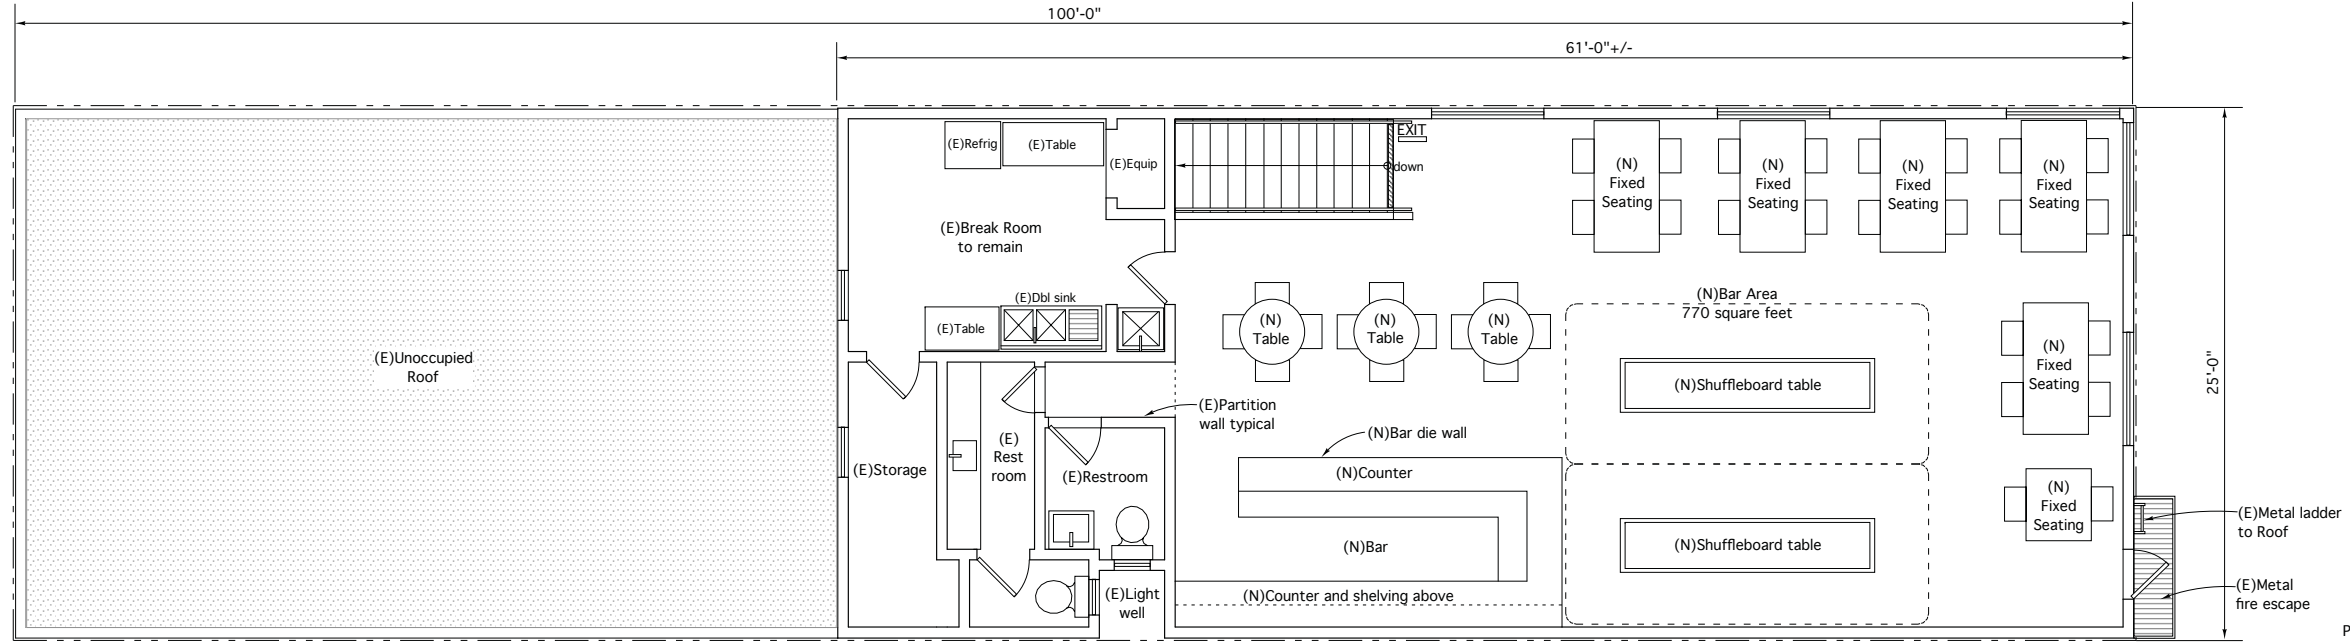 100'-0"
61'-0"+/-
(E)Refrig
(E)Table
(E)Equip
EXIT
down
(N)
Fixed
Seating
(N)
Fixed
Seating
(N)
Fixed
Seating
(N)
Fixed
Seating
(E)Break Room
to remain
(E)Dbl sink
(E)Table
(N)
Table
(N)
Table
(N)
Table
(N)Bar Area
770 square feet
(N)
Fixed
Seating
25'-0"
(E)Unoccupied
Roof
(N)Shuffleboard table
(E)Partition
wall typical
(N)Bar die wall
(E)Storage
(E)
Rest
room
(E)Restroom
(N)Counter
(N)
Fixed
Seating
(E)Metal ladder
to Roof
(N)Bar
(N)Shuffleboard table
(E)Light
well
(N)Counter and shelving above
(E)Metal
fire escape